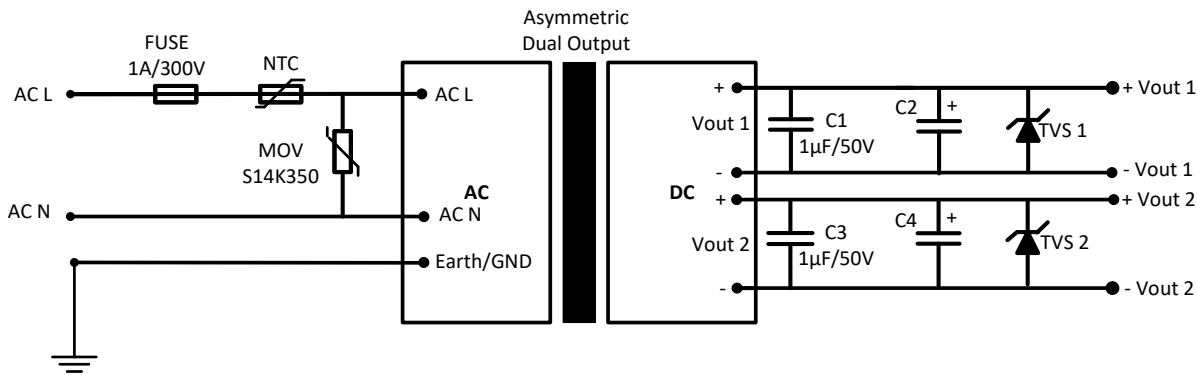 Asymmetric
Dual Output
FUSE
1A/300V
NTC
AC L
AC L
MOV
S14K350
AC
AC N
AC N
Earth/GND
+
Vout 1
-
DC
+
Vout 2
-
C1
1µF/50V
C2
+
TVS 1
+ Vout 1
- Vout 1
+ Vout 2
C3
1µF/50V
C4
+
TVS 2
- Vout 2